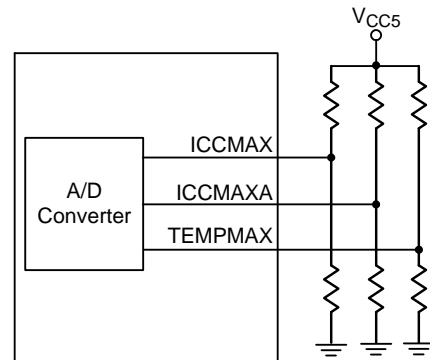 VCC5
ICCMAX
A/D
Converter
ICCMAXA
TEMPMAX